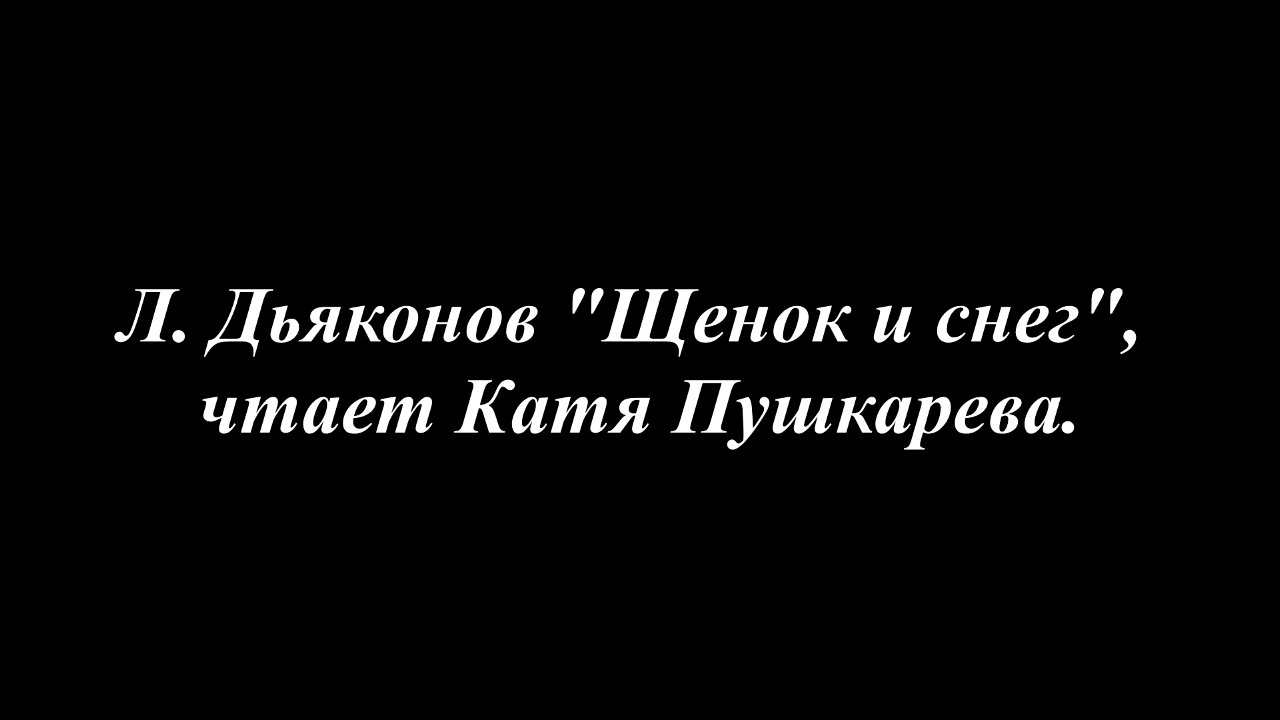 Л. Дьяконов "Щенок и снег",
читает Катя Пушкарева.